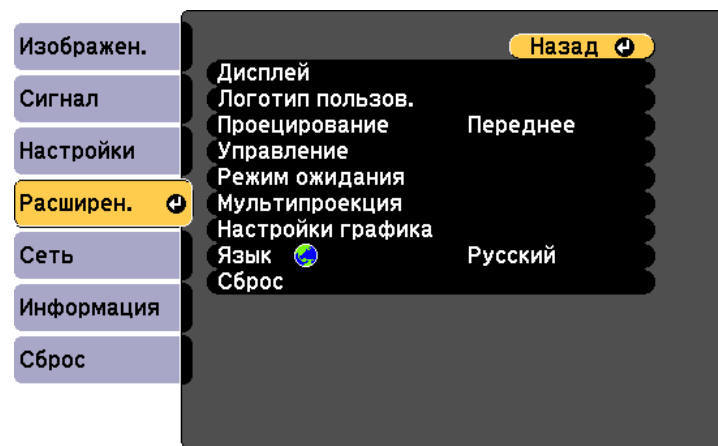 Изображен.
Сигнал
Настройки
Расширен.
Сеть
Информация
Сброс
Назад
Дисплей
Логотип пользов.
Проецирование Переднее
Управление
Режим ожидания
Мультипроекция
Настройки графика
Язык Русский
Сброс